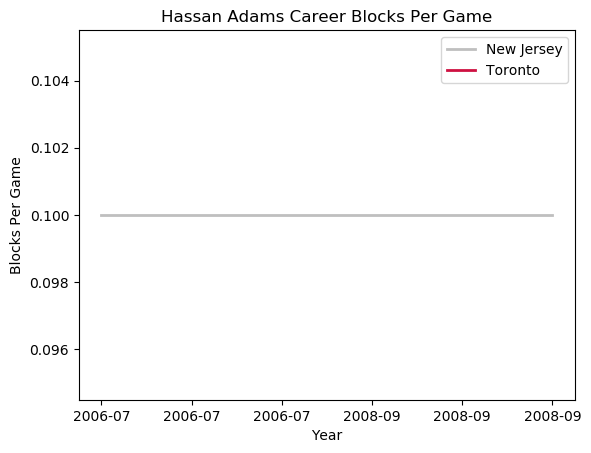 Hassan Adams Career Blocks Per Game
New Jersey
Toronto
0.104
0.102
0.100
0.098
0.096
Blocks Per Game
2006-07 2006-07 2006-07 2008-09 2008-09 2008-09
Year